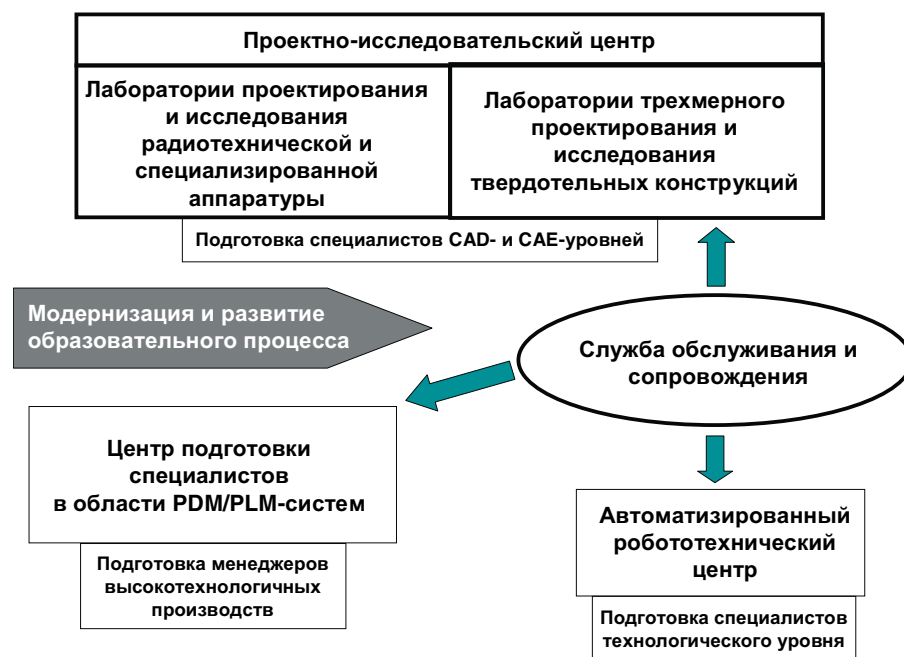 Проектно-исследовательский центр
Лаборатории проектирования
и исследования
радиотехнической и
специализированной
аппаратуры
Лаборатории трехмерного
проектирования и
исследования
твердотельных конструкций
Подготовка специалистов CAD- и CAE-уровней
Модернизация и развитие
образовательного процесса
Служба обслуживания и
сопровождения
Центр подготовки
специалистов
в области PDM/PLM-систем
Подготовка менеджеров
высокотехнологичных
производств
Автоматизированный
робототехнический
центр
Подготовка специалистов
технологического уровня